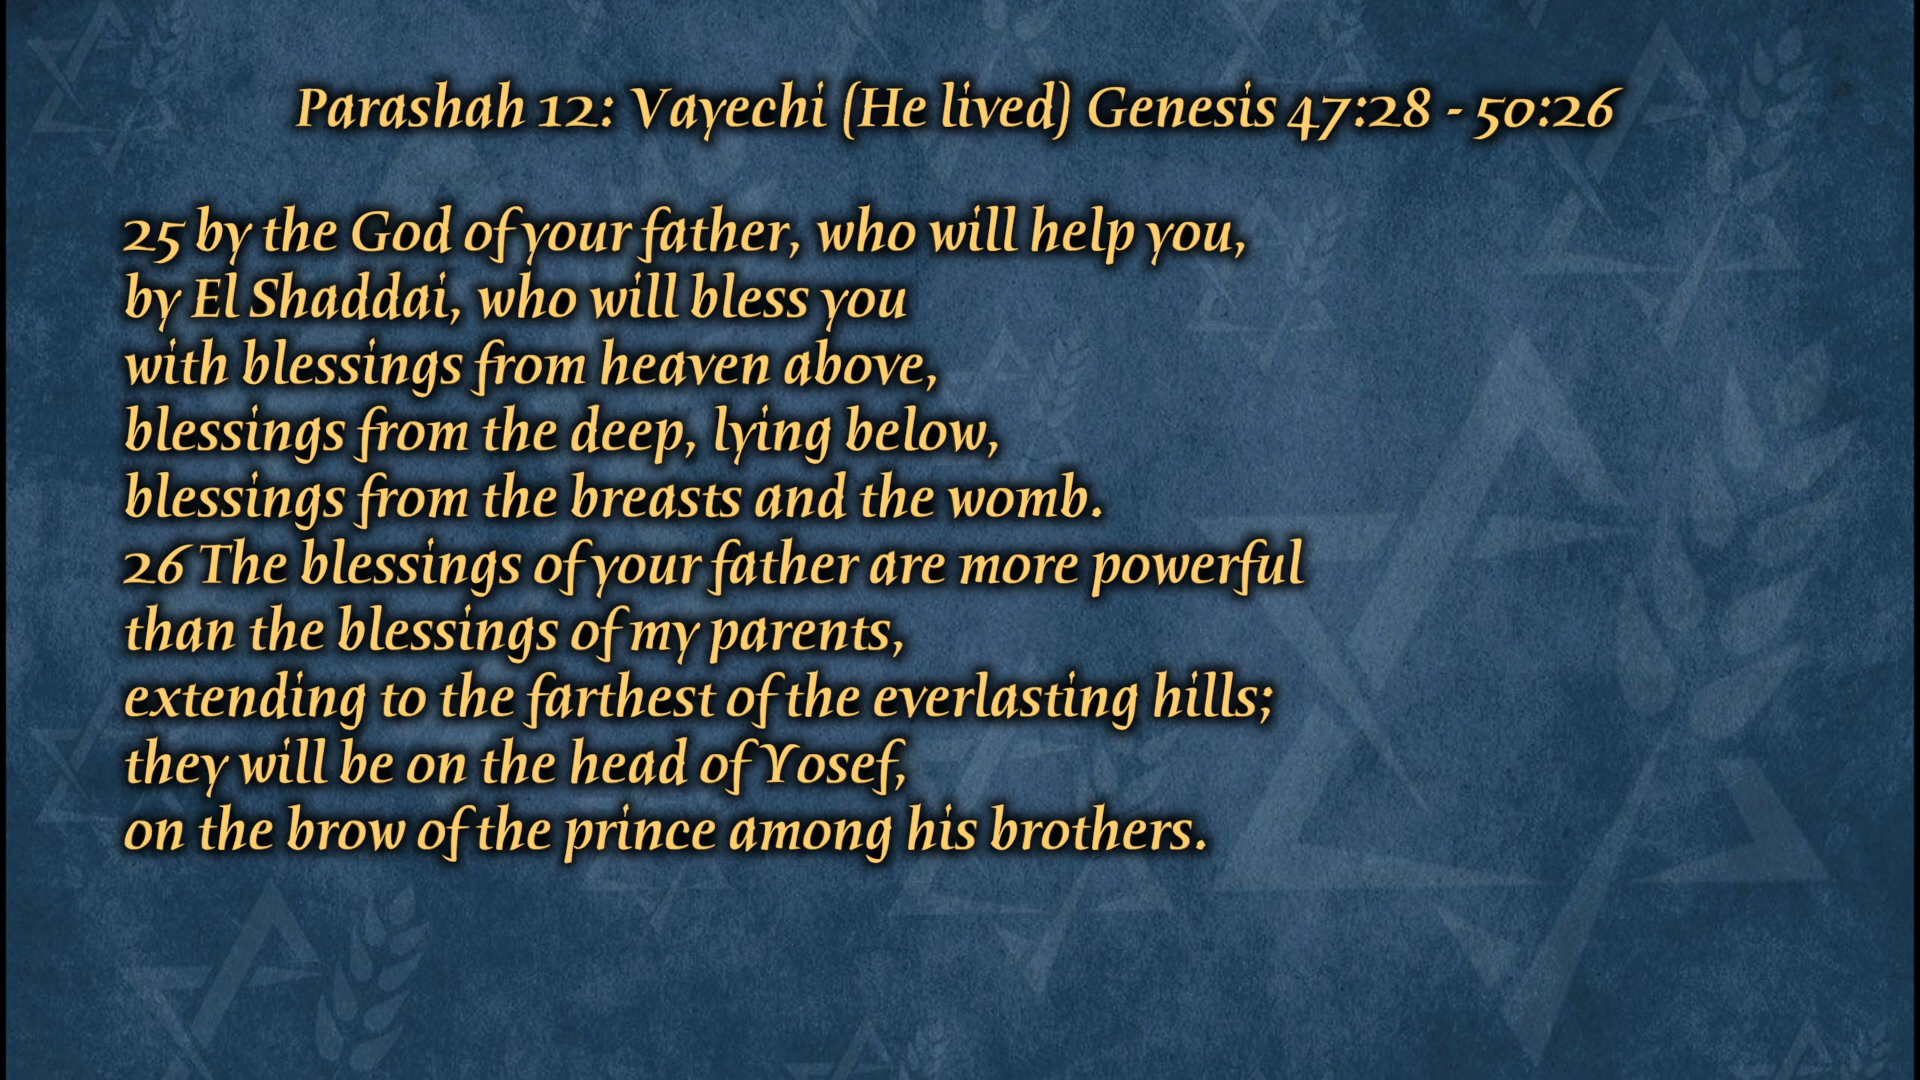 Parashah 12: Vayechi (He lived) Genesis 47:28 - 50:26
25 by the God of your father, who will help you,
by El Shaddai, who will bless you
with blessings from heaven above,
blessings from the deep, lying below,
blessings from the breasts and the womb.
26 The blessings of your father are more powerful
than the blessings of my parents,
extending to the farthest of the everlasting hills;
they will be on the head of Yosef,
on the brow of the prince among his brothers.